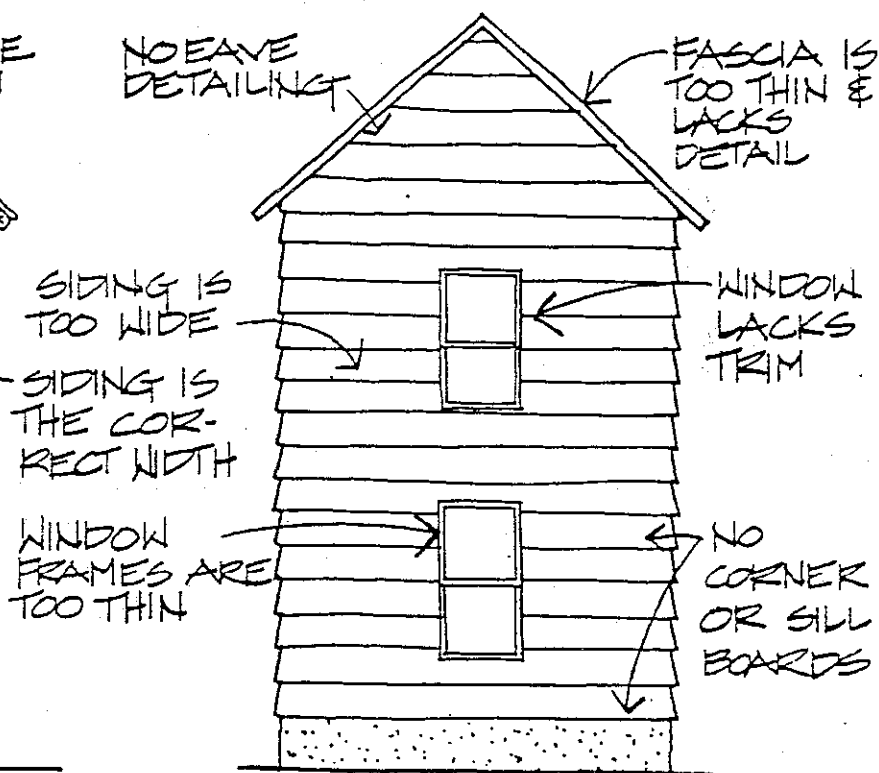 NO EAVE
DETAILING
FASCIA IS
TOO THIN &
LACKS
DETAIL
SIDING IS
TOO WIDE
WINDOW
LACKS
TRIM
SIDING IS
THE COR-
RECT WIDTH
WINDOW
FRAMES ARE
TOO THIN
NO
CORNER
OR SILL
BOARDS